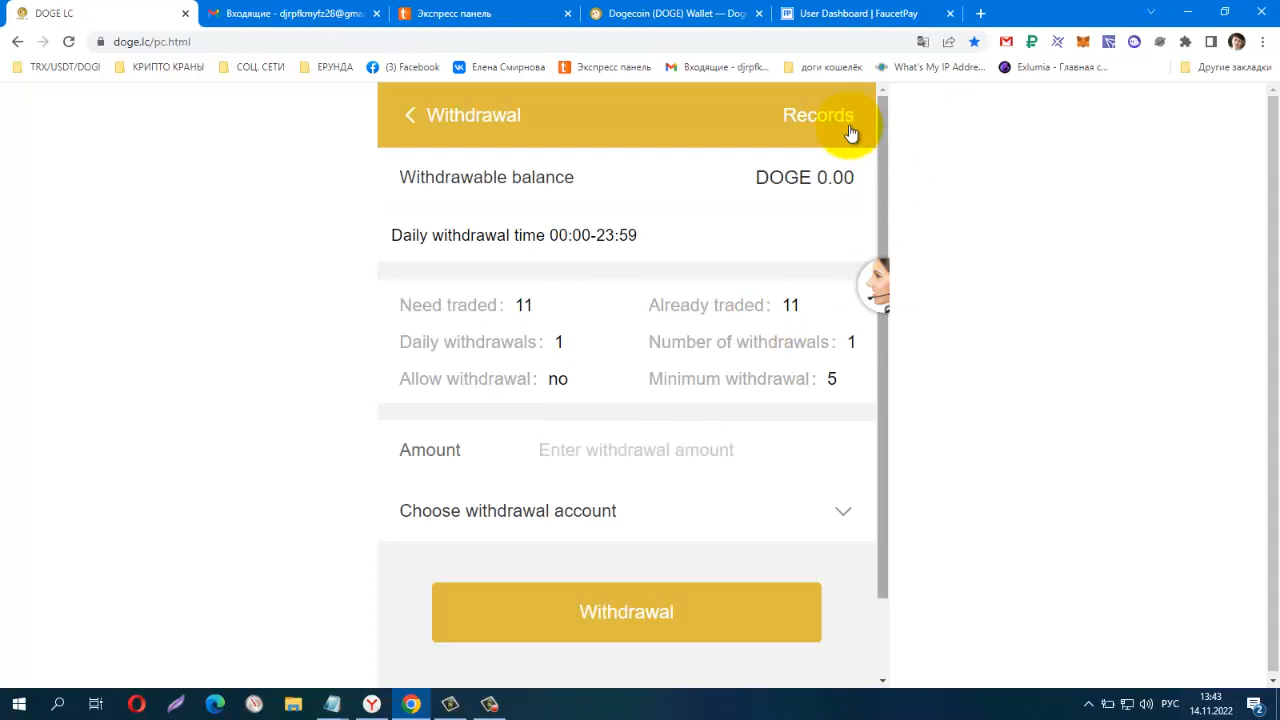 DOGE LC
Входящие - djrpfkmyfz28@gma
Экспресс панель
Dogecoin (DOGE) Wallet — Dog
User Dashboard | FaucetPay
doge.lc/pc.html
TRX/USDT/DOGI
КРИПТО КРАНЫ
СОЦ. СЕТИ
ЕРУНДА
(3) Facebook
Елена Смирнова
Экспресс панель
Входящие - djrpfk...
доги кошелёк
What's My IP Addre...
Exlumia - Главная с...
Другие закладки
Withdrawal
Records
Withdrawable balance
DOGE 0.00
Daily withdrawal time 00:00-23:59
Need traded: 11
Already traded: 11
Daily withdrawals: 1
Number of withdrawals: 1
Allow withdrawal: no
Minimum withdrawal: 5
Amount
Enter withdrawal amount
Choose withdrawal account
Withdrawal
РУС
13:43
14.11.2022
2